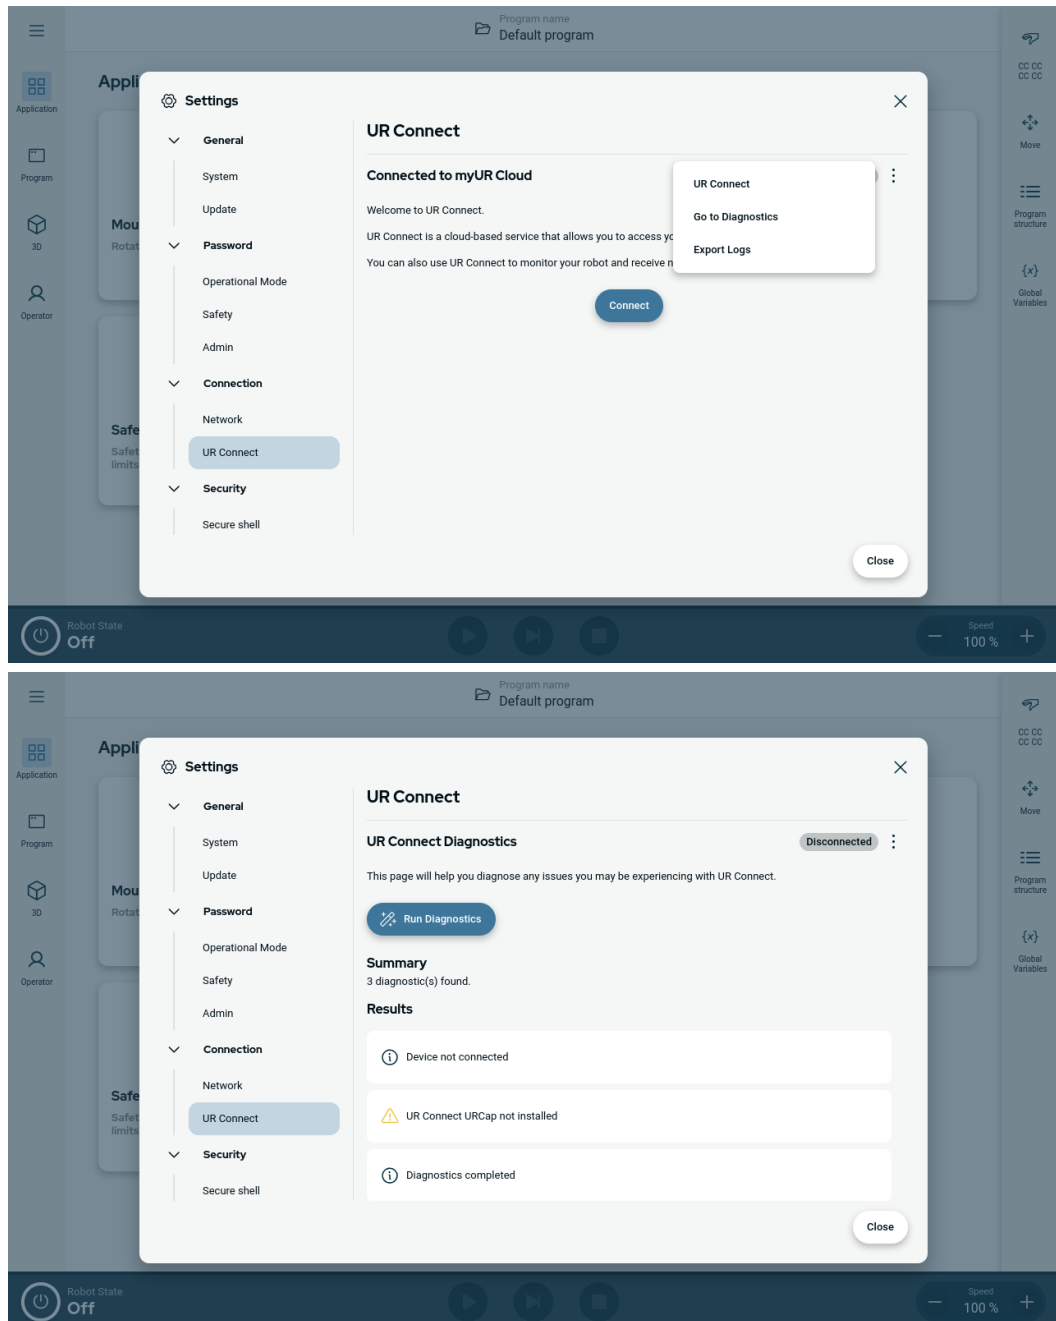 Program name
Default program
Appli
Application
Program
3D
Operator
Mou
Rotat
Safe
Safet
limits
Settings
General
System
Update
Password
Operational Mode
Safety
Admin
Connection
Network
UR Connect
Security
Secure shell
UR Connect
Connected to myUR Cloud
Welcome to UR Connect.
UR Connect is a cloud-based service that allows you to access yo
You can also use UR Connect to monitor your robot and receive n
UR Connect
Go to Diagnostics
Export Logs
Connect
Close
CC CC
CC CC
Move
Program
structure
{x}
Global
Variables
Robot State
Off
Speed
100 %
Program name
Default program
Appli
Application
Program
3D
Operator
Mou
Rotat
Safe
Safet
limits
Settings
General
System
Update
Password
Operational Mode
Safety
Admin
Connection
Network
UR Connect
Security
Secure shell
UR Connect
UR Connect Diagnostics
Disconnected
This page will help you diagnose any issues you may be experiencing with UR Connect.
Run Diagnostics
Summary
3 diagnostic(s) found.
Results
Device not connected
UR Connect URCap not installed
Diagnostics completed
Close
CC CC
CC CC
Move
Program
structure
{x}
Global
Variables
Robot State
Off
Speed
100 %